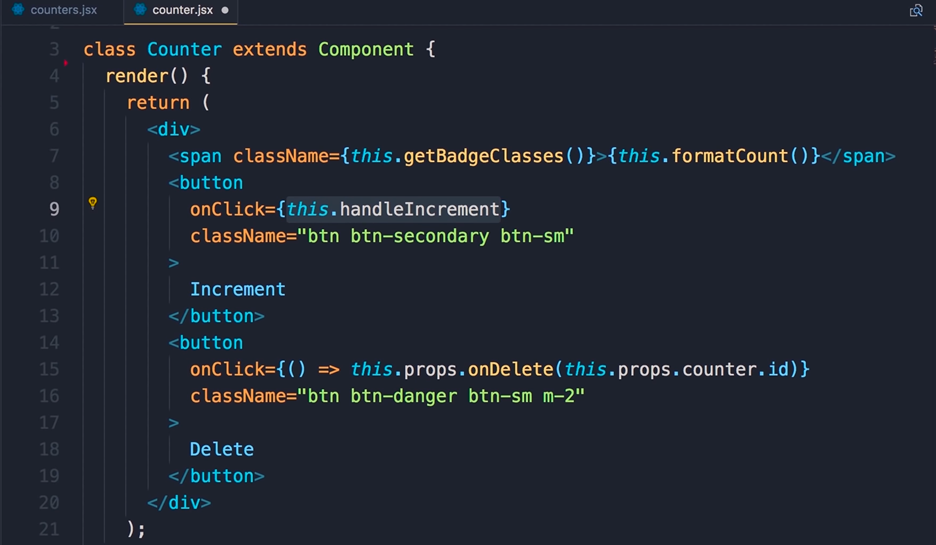 counters.jsx
counter.jsx
3 class Counter extends Component {
4 render() {
5 return (
6 <div>
7 <span className={this.getBadgeClasses()}>{this.formatCount()}</span>
8 <button
9 onClick={this.handleIncrement}
10 className="btn btn-secondary btn-sm"
11 >
12 Increment
13 </button>
14 <button
15 onClick={() => this.props.onDelete(this.props.counter.id)}
16 className="btn btn-danger btn-sm m-2"
17 >
18 Delete
19 </button>
20 </div>
21 );